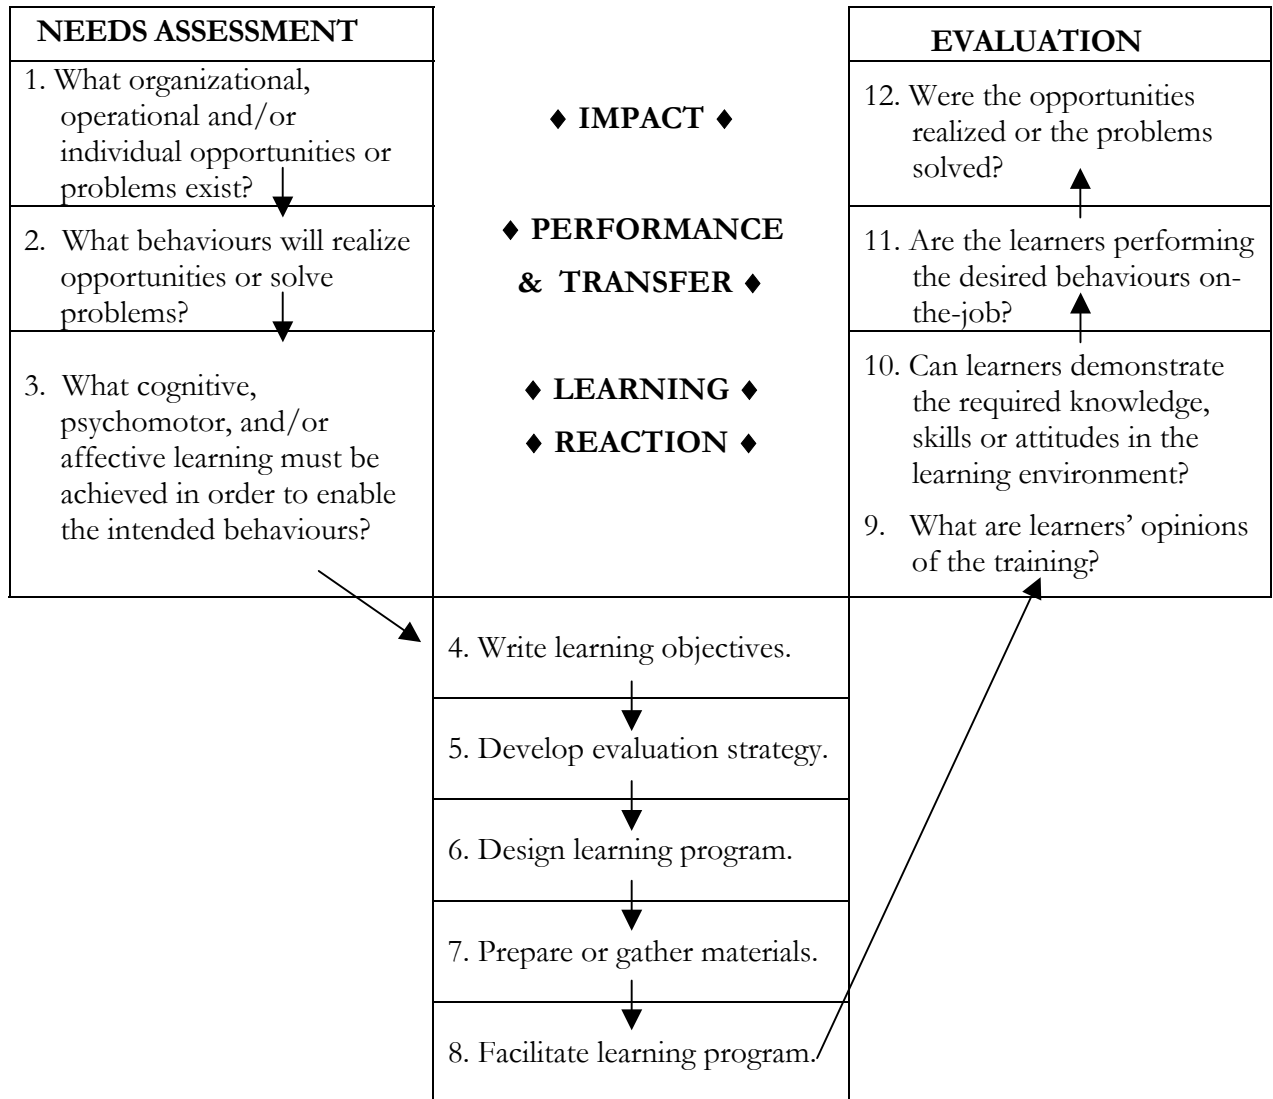 NEEDS ASSESSMENT
1. What organizational,
operational and/or
individual opportunities or
problems exist?
2. What behaviours will realize
opportunities or solve
problems?
3. What cognitive,
psychomotor, and/or
affective learning must be
achieved in order to enable
the intended behaviours?
♦ IMPACT ♦
♦ PERFORMANCE
& TRANSFER ♦
♦ LEARNING ♦
♦ REACTION ♦
EVALUATION
12. Were the opportunities
realized or the problems
solved?
11. Are the learners performing
the desired behaviours on-
the-job?
10. Can learners demonstrate
the required knowledge,
skills or attitudes in the
learning environment?
9. What are learners’ opinions
of the training?
4. Write learning objectives.
5. Develop evaluation strategy.
6. Design learning program.
7. Prepare or gather materials.
8. Facilitate learning program.